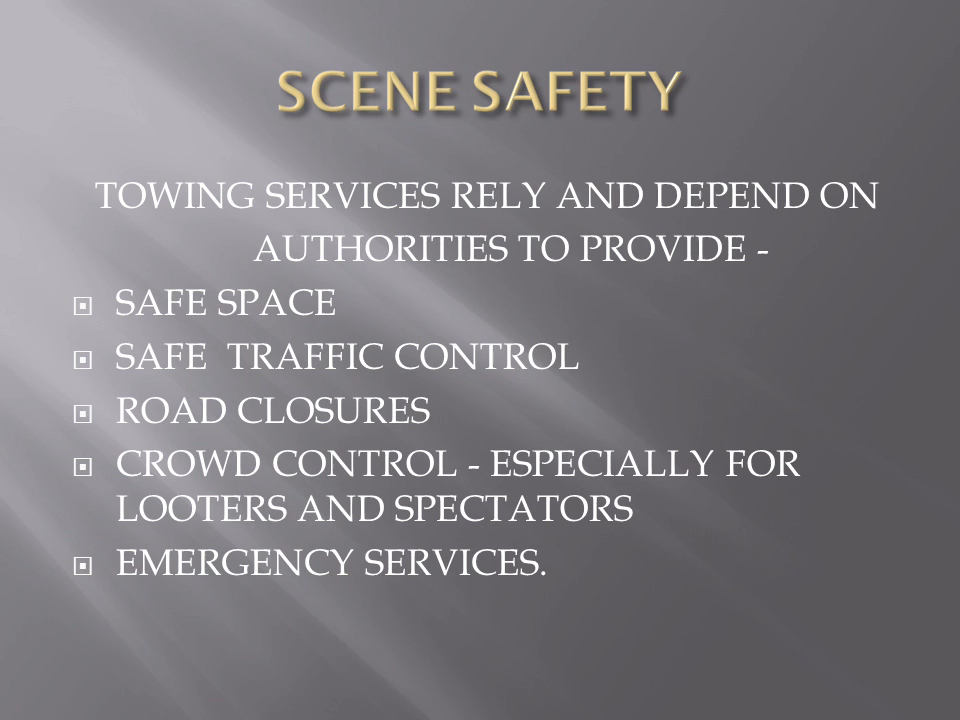 SCENE SAFETY
TOWING SERVICES RELY AND DEPEND ON
AUTHORITIES TO PROVIDE -
SAFE SPACE
SAFE  TRAFFIC CONTROL
ROAD CLOSURES
CROWD CONTROL - ESPECIALLY FOR
LOOTERS AND SPECTATORS
EMERGENCY SERVICES.